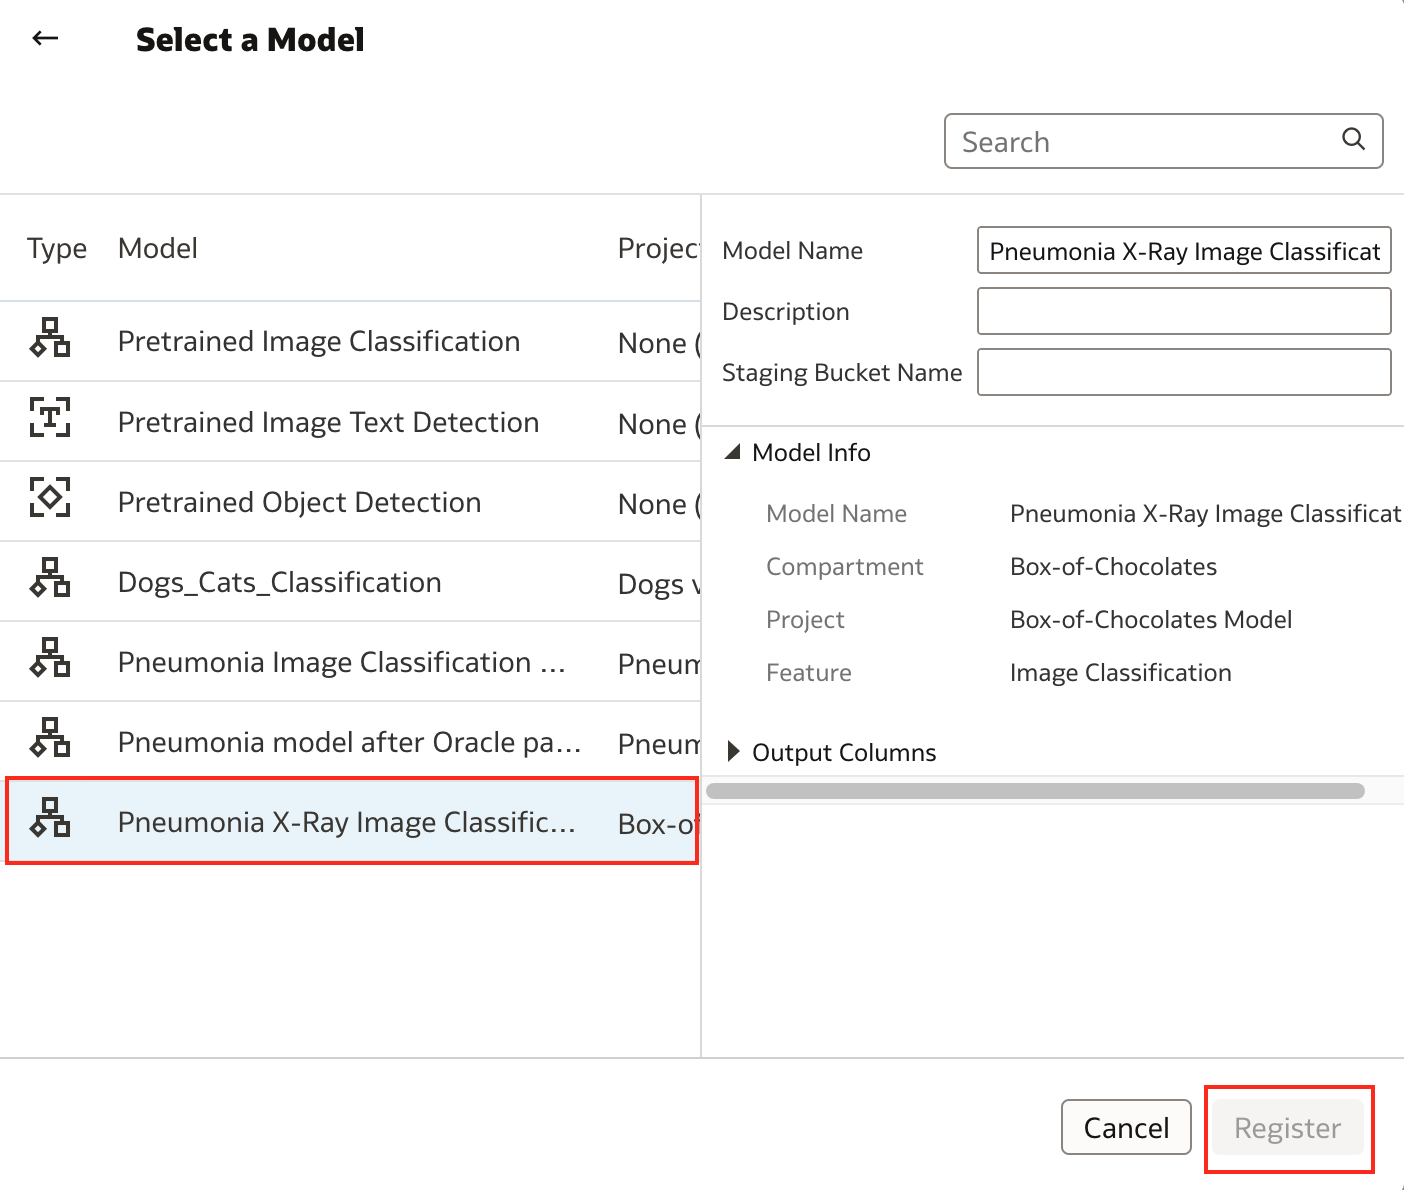 Select a Model
Search
Type Model Projec
Pretrained Image Classification None (
Pretrained Image Text Detection None (
Pretrained Object Detection None (
Dogs_Cats_Classification Dogs v
Pneumonia Image Classification ... Pneum
Pneumonia model after Oracle pa... Pneum
Pneumonia X-Ray Image Classific... Box-of
Model Name Pneumonia X-Ray Image Classificat
Description
Staging Bucket Name
Model Info
Model Name Pneumonia X-Ray Image Classificat
Compartment Box-of-Chocolates
Project Box-of-Chocolates Model
Feature Image Classification
Output Columns
Cancel Register